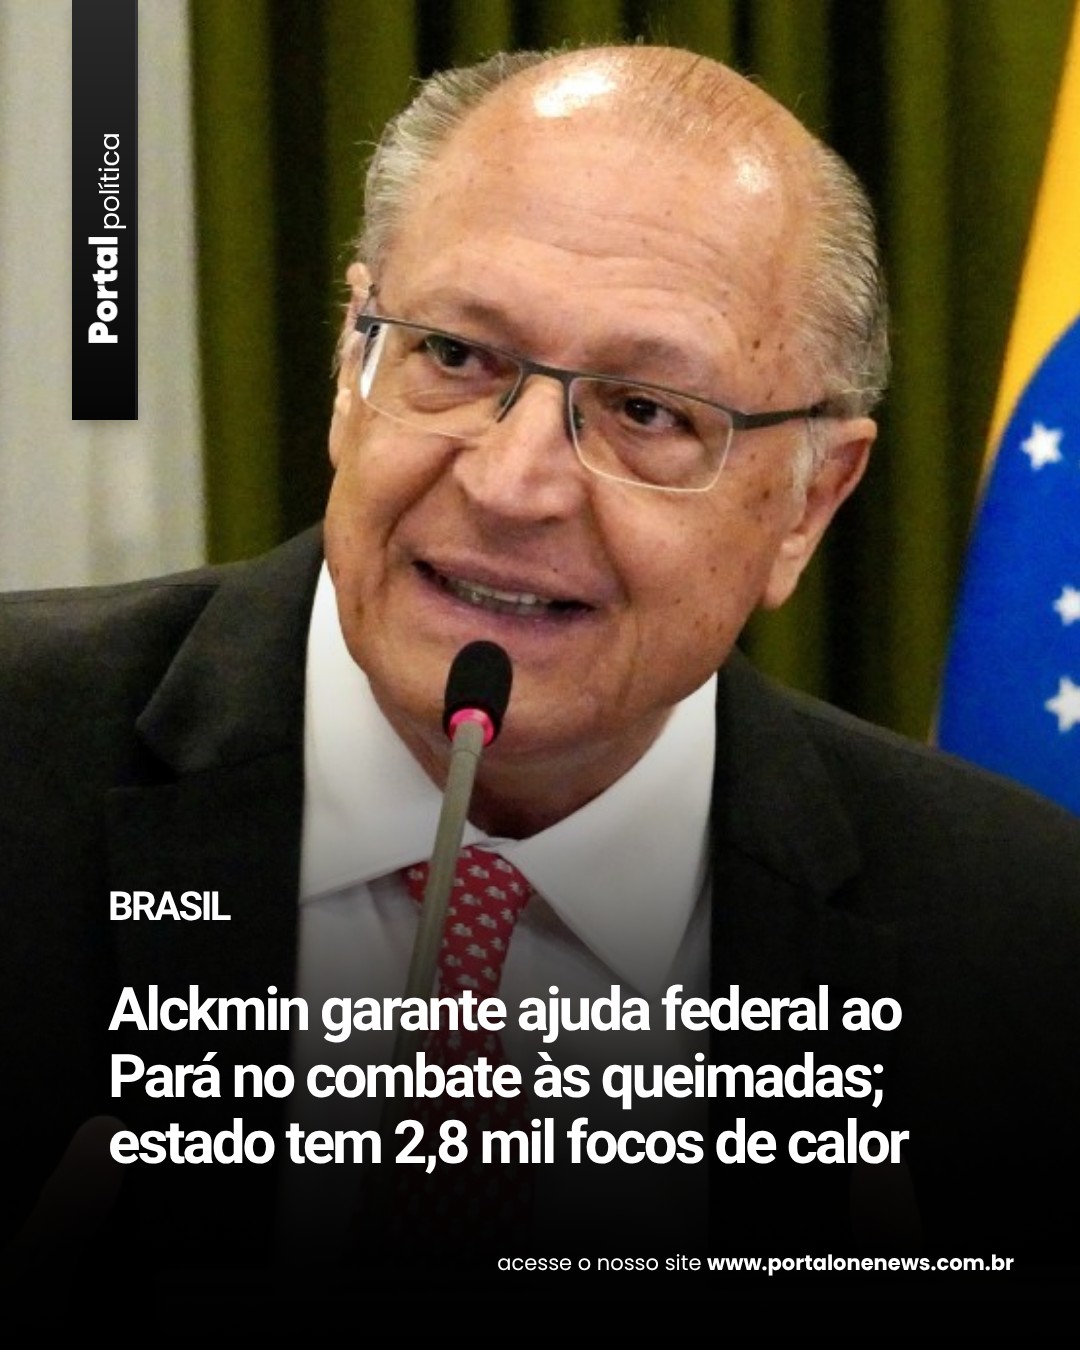 Portal política
BRASIL
Alckmin garante ajuda federal ao
Pará no combate às queimadas;
estado tem 2,8 mil focos de calor
acesse o nosso site www.portalonenews.com.br